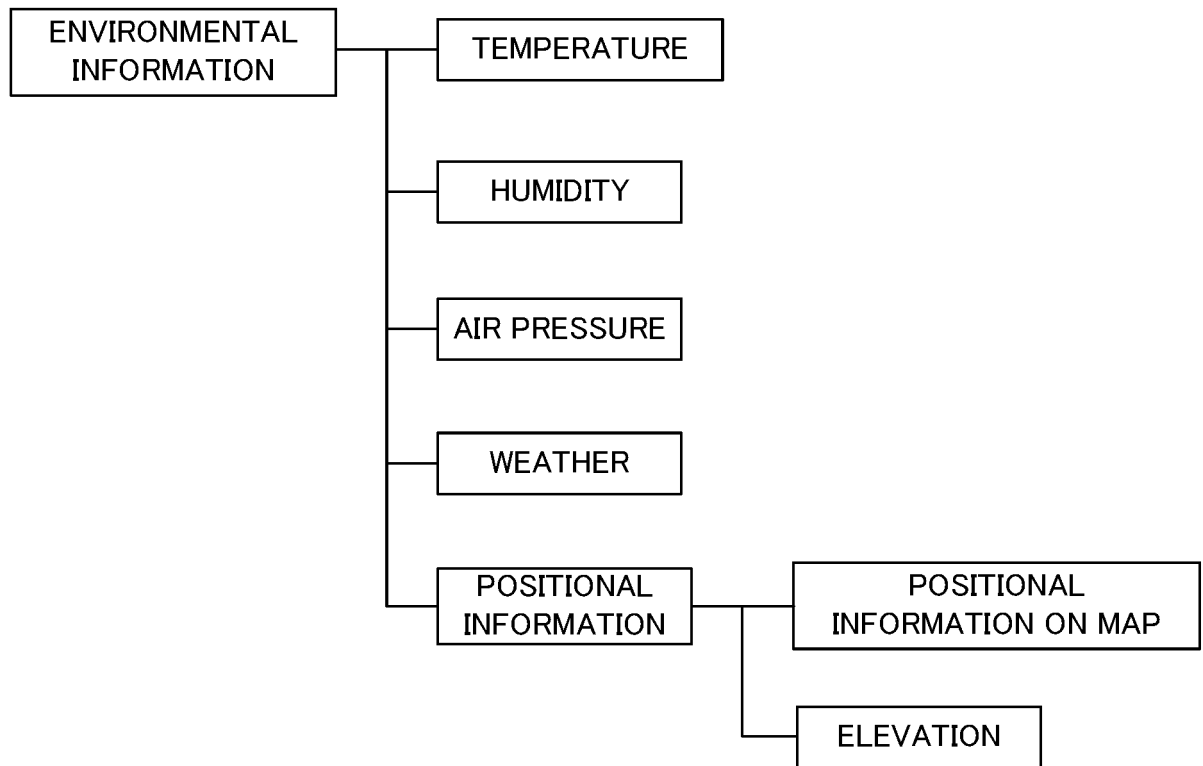 ENVIRONMENTAL
INFORMATION
TEMPERATURE
HUMIDITY
AIR PRESSURE
WEATHER
POSITIONAL
INFORMATION
POSITIONAL
INFORMATION ON MAP
ELEVATION